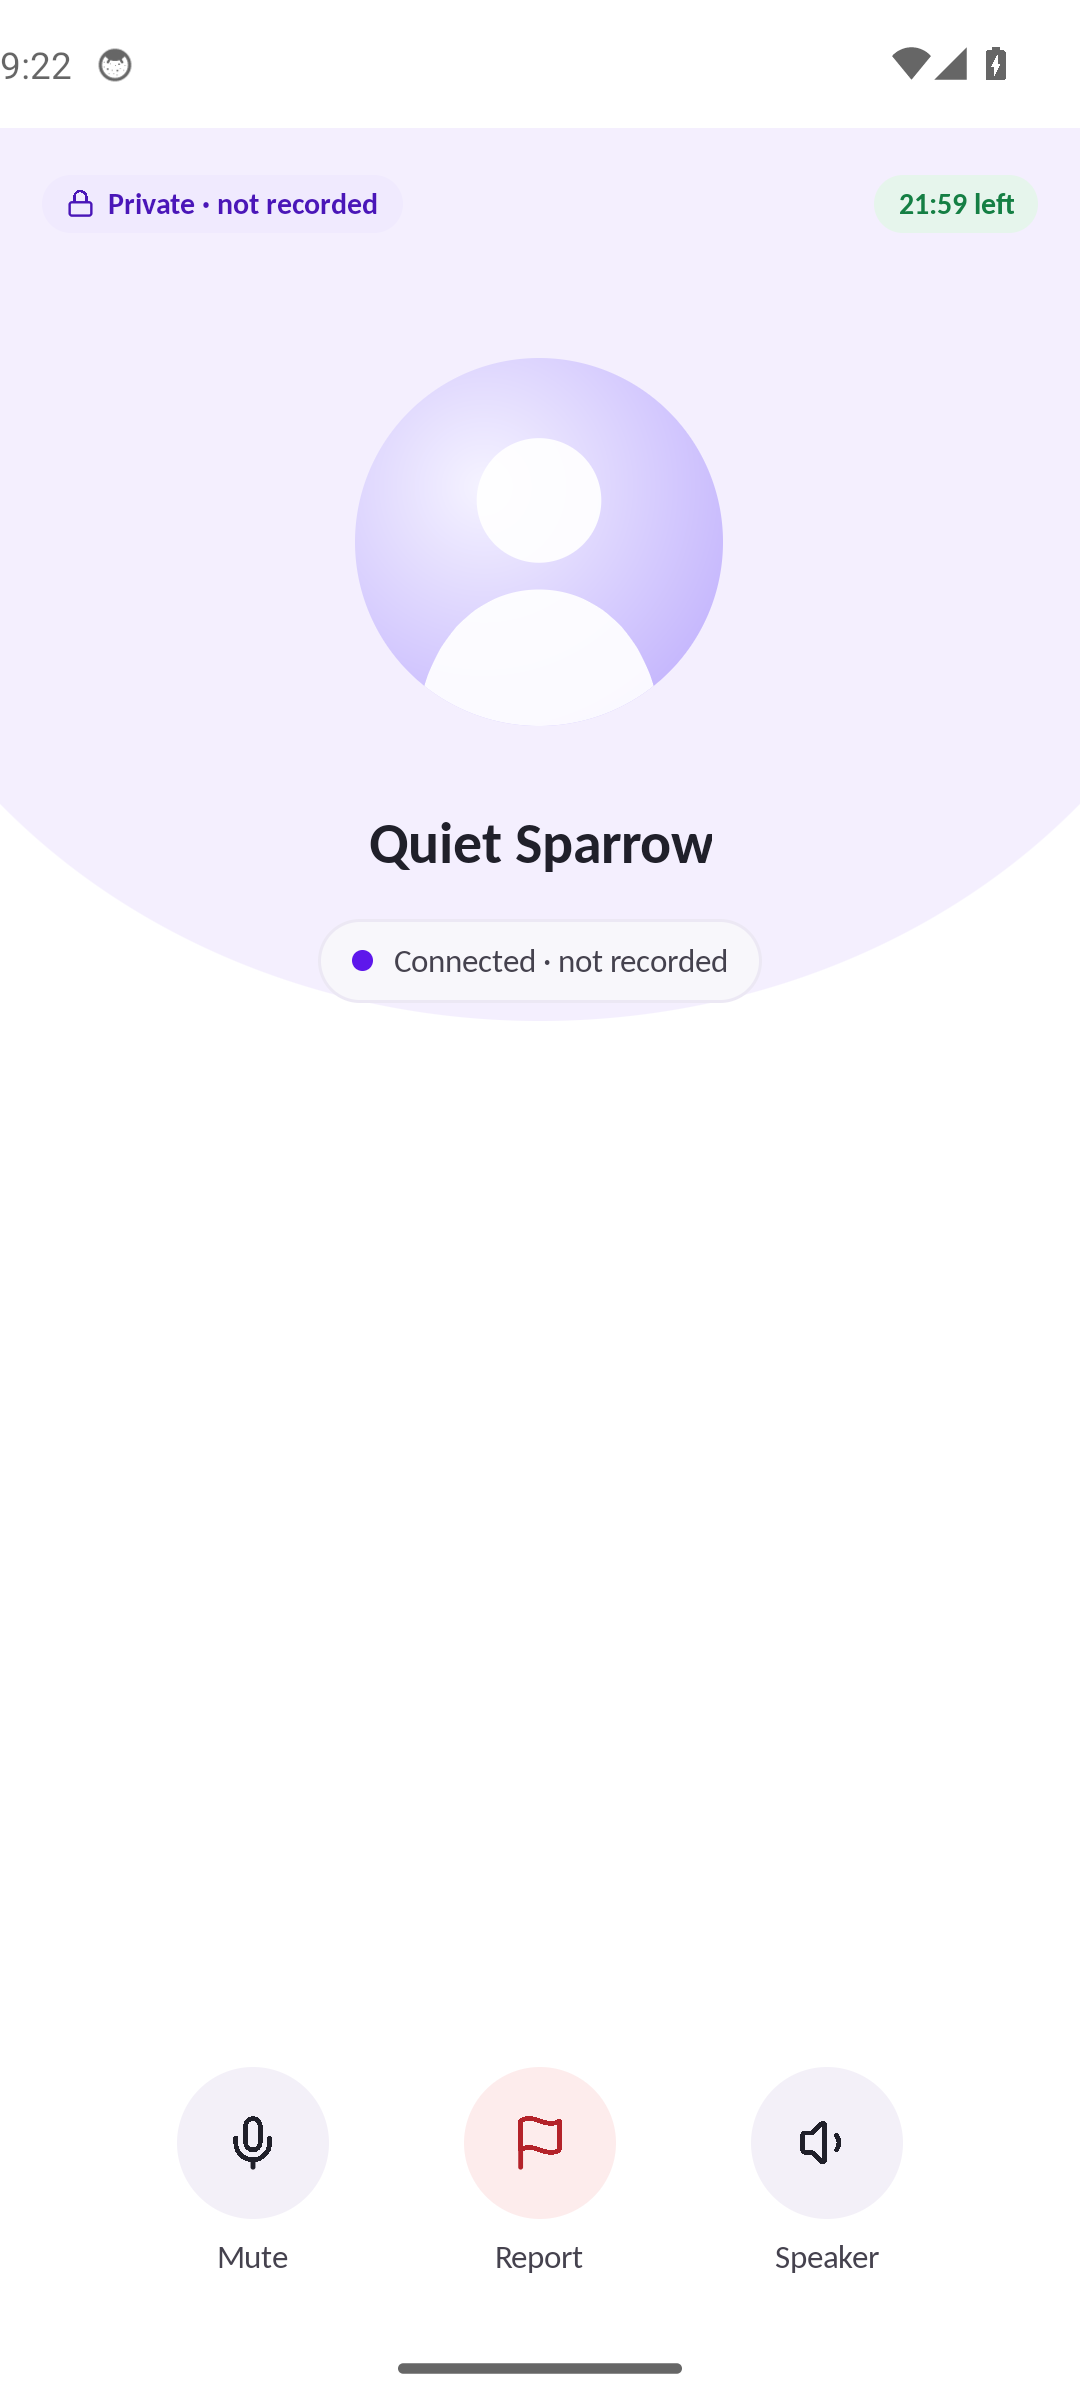 9:22
Private · not recorded
21:59 left
Quiet Sparrow
Connected · not recorded
Mute
Report
Speaker